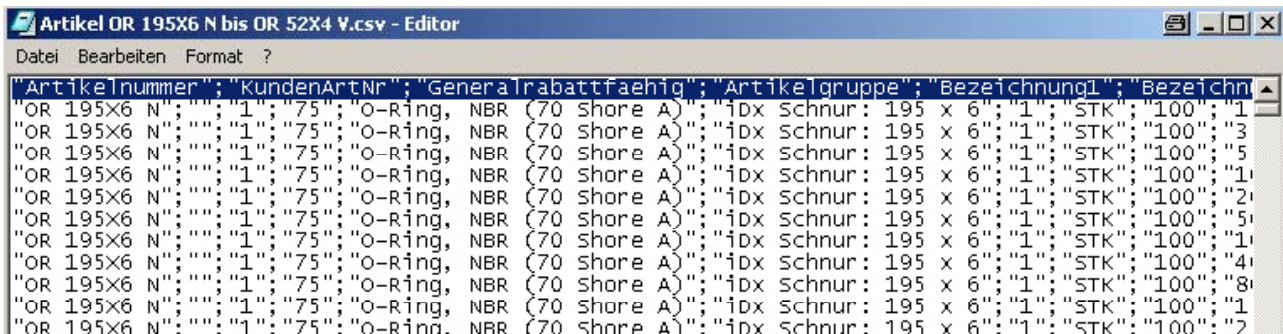 Artikel OR 195X6 N bis OR 52X4 V.csv - Editor
Datei Bearbeiten Format ?
"Artikelnummer";"KundenArtNr";"Generalrabattfaehig";"Artikelgruppe";"Bezeichnung1";"Bezeichn
"OR 195X6 N";"";"1";"75";"O-Ring, NBR (70 Shore A)";"iDx Schnur: 195 x 6";"1";"STK";"100";"1
"OR 195X6 N";"";"1";"75";"O-Ring, NBR (70 Shore A)";"iDx Schnur: 195 x 6";"1";"STK";"100";"3
"OR 195X6 N";"";"1";"75";"O-Ring, NBR (70 Shore A)";"iDx Schnur: 195 x 6";"1";"STK";"100";"5
"OR 195X6 N";"";"1";"75";"O-Ring, NBR (70 Shore A)";"iDx Schnur: 195 x 6";"1";"STK";"100";"1
"OR 195X6 N";"";"1";"75";"O-Ring, NBR (70 Shore A)";"iDx Schnur: 195 x 6";"1";"STK";"100";"2
"OR 195X6 N";"";"1";"75";"O-Ring, NBR (70 Shore A)";"iDx Schnur: 195 x 6";"1";"STK";"100";"5
"OR 195X6 N";"";"1";"75";"O-Ring, NBR (70 Shore A)";"iDx Schnur: 195 x 6";"1";"STK";"100";"1
"OR 195X6 N";"";"1";"75";"O-Ring, NBR (70 Shore A)";"iDx Schnur: 195 x 6";"1";"STK";"100";"4
"OR 195X6 N";"";"1";"75";"O-Ring, NBR (70 Shore A)";"iDx Schnur: 195 x 6";"1";"STK";"100";"8
"OR 195X6 N";"";"1";"75";"O-Ring, NBR (70 Shore A)";"iDx Schnur: 195 x 6";"1";"STK";"100";"1
"OR 195X6 N";"";"1";"75";"O-Ring, NBR (70 Shore A)";"iDx Schnur: 195 x 6";"1";"STK";"100";"2